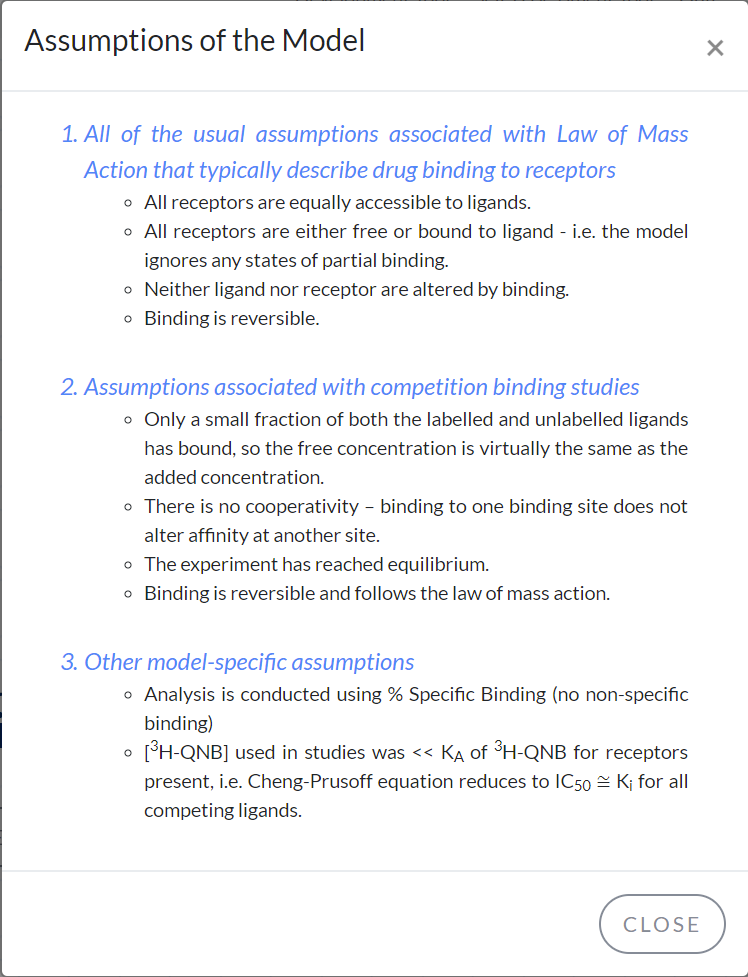 Assumptions of the Model
×
1. All of the usual assumptions associated with Law of Mass
Action that typically describe drug binding to receptors
◦ All receptors are equally accessible to ligands.
◦ All receptors are either free or bound to ligand - i.e. the model
ignores any states of partial binding.
◦ Neither ligand nor receptor are altered by binding.
◦ Binding is reversible.
2. Assumptions associated with competition binding studies
◦ Only a small fraction of both the labelled and unlabelled ligands
has bound, so the free concentration is virtually the same as the
added concentration.
◦ There is no cooperativity – binding to one binding site does not
alter affinity at another site.
◦ The experiment has reached equilibrium.
◦ Binding is reversible and follows the law of mass action.
3. Other model-specific assumptions
◦ Analysis is conducted using % Specific Binding (no non-specific
binding)
◦ [³H-QNB] used in studies was << K_A of ³H-QNB for receptors
present, i.e. Cheng-Prusoff equation reduces to IC₅₀ ≅ Kᵢ for all
competing ligands.
CLOSE